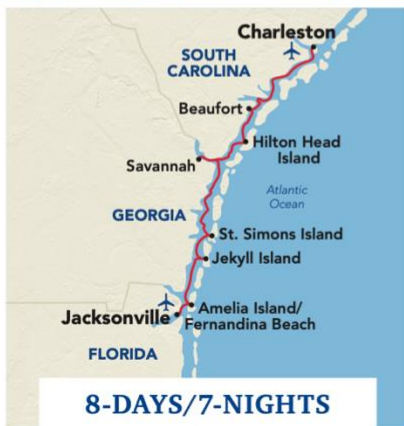 Charleston
SOUTH
CAROLINA
Beaufort
Hilton Head
Island
Savannah
Atlantic
Ocean
GEORGIA
St. Simons Island
Jekyll Island
Amelia Island/
Jacksonville
Fernandina Beach
FLORIDA
8-DAYS/7-NIGHTS